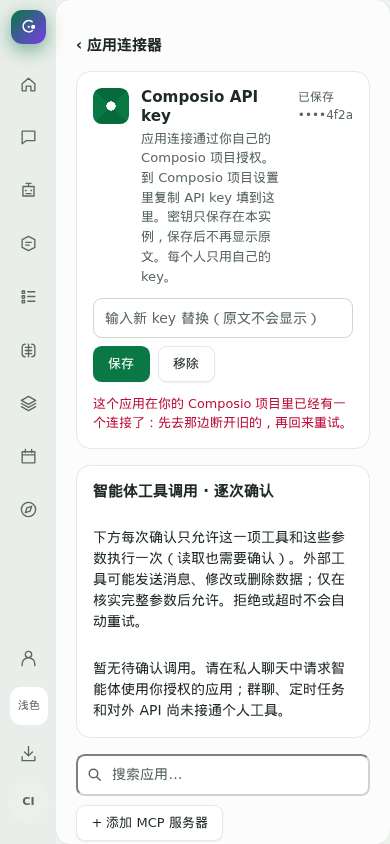 ‹ 应用连接器
Composio API
key
已保存
••••4f2a
应用连接通过你自己的
Composio 项目授权。
到 Composio 项目设置
里复制 API key 填到这
里。密钥只保存在本实
例，保存后不再显示原
文。每个人只用自己的
key。
输入新 key 替换（原文不会显示）
保存
移除
这个应用在你的 Composio 项目里已经有一
个连接了：先去那边断开旧的，再回来重试。
智能体工具调用 · 逐次确认
下方每次确认只允许这一项工具和这些参
数执行一次（读取也需要确认）。外部工
具可能发送消息、修改或删除数据；仅在
核实完整参数后允许。拒绝或超时不会自
动重试。
暂无待确认调用。请在私人聊天中请求智
能体使用你授权的应用；群聊、定时任务
和对外 API 尚未接通个人工具。
浅色
CI
搜索应用…
+ 添加 MCP 服务器